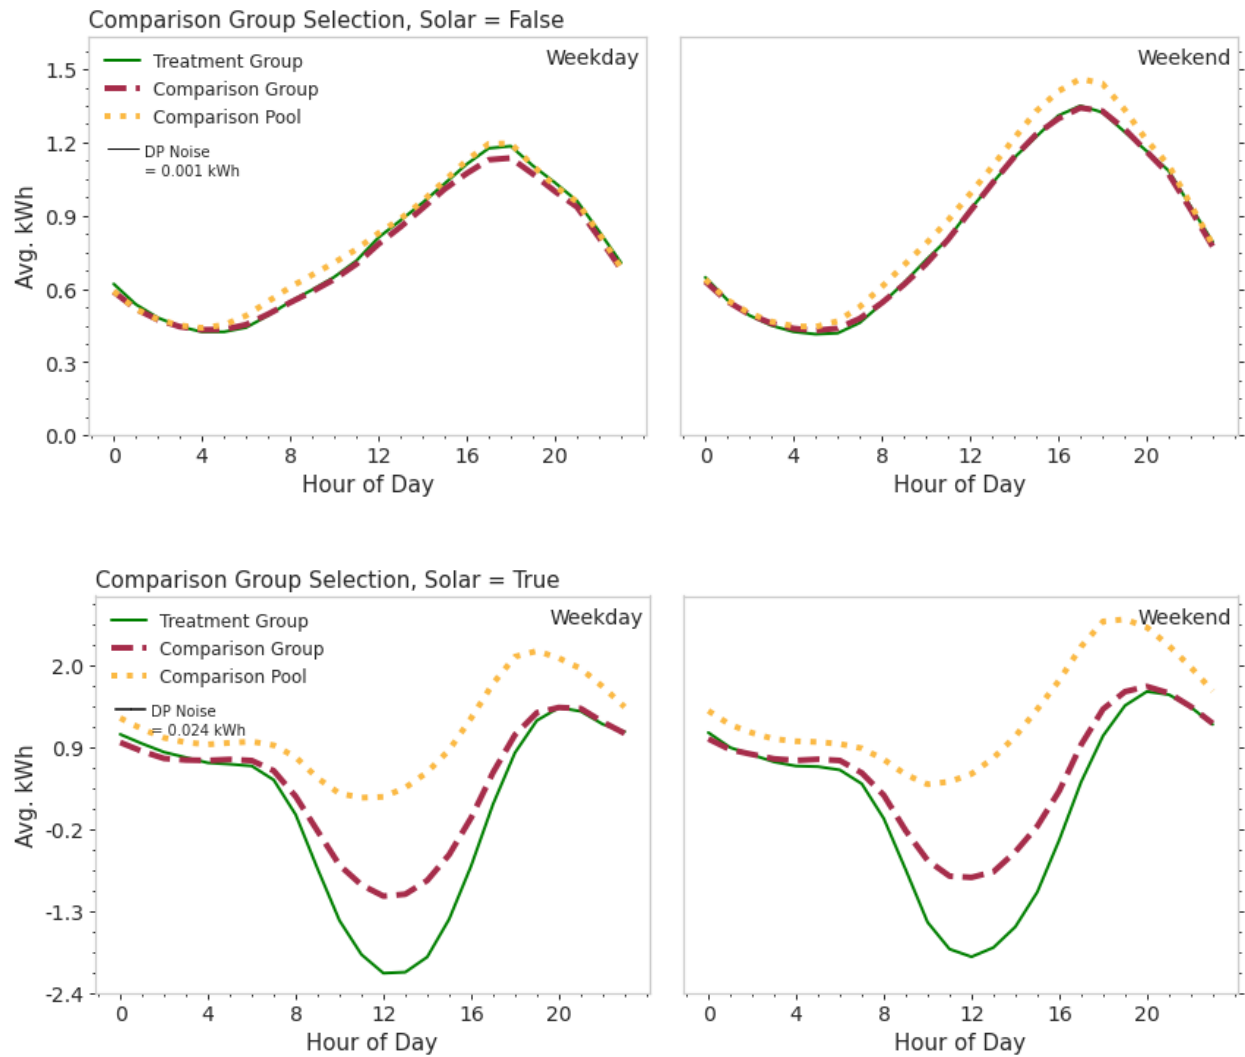 Comparison Group Selection, Solar = False
Treatment Group
Comparison Group
Comparison Pool
DP Noise
= 0.001 kWh
Weekday
Weekend
Avg. kWh
1.5
1.2
0.9
0.6
0.3
0.0
0 4 8 12 16 20
0 4 8 12 16 20
Hour of Day
Hour of Day
Comparison Group Selection, Solar = True
Treatment Group
Comparison Group
Comparison Pool
DP Noise
= 0.024 kWh
Weekday
Weekend
Avg. kWh
2.0
0.9
-0.2
-1.3
-2.4
0 4 8 12 16 20
0 4 8 12 16 20
Hour of Day
Hour of Day